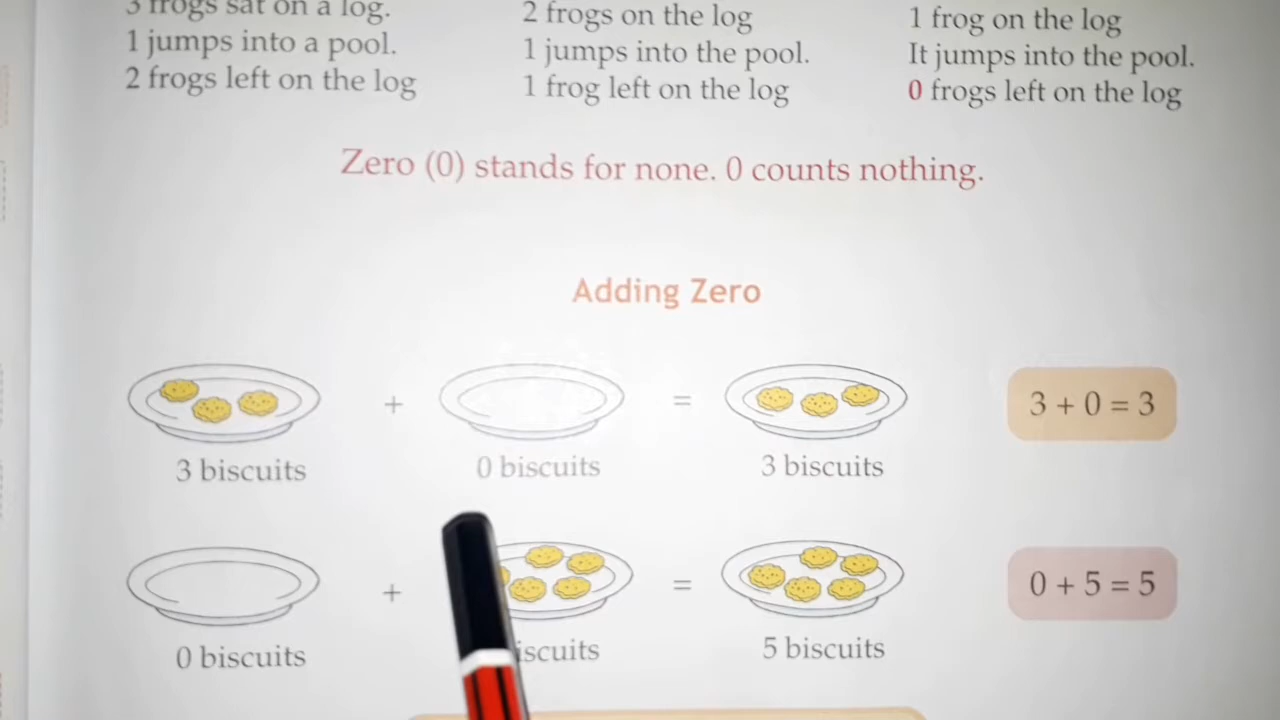 3 frogs sat on a log.
1 jumps into a pool.
2 frogs left on the log
2 frogs on the log
1 jumps into the pool.
1 frog left on the log
1 frog on the log
It jumps into the pool.
0 frogs left on the log
Zero (0) stands for none. 0 counts nothing.
Adding Zero
+ =
3 + 0 = 3
3 biscuits 0 biscuits 3 biscuits
+ =
0 + 5 = 5
0 biscuits 5 biscuits